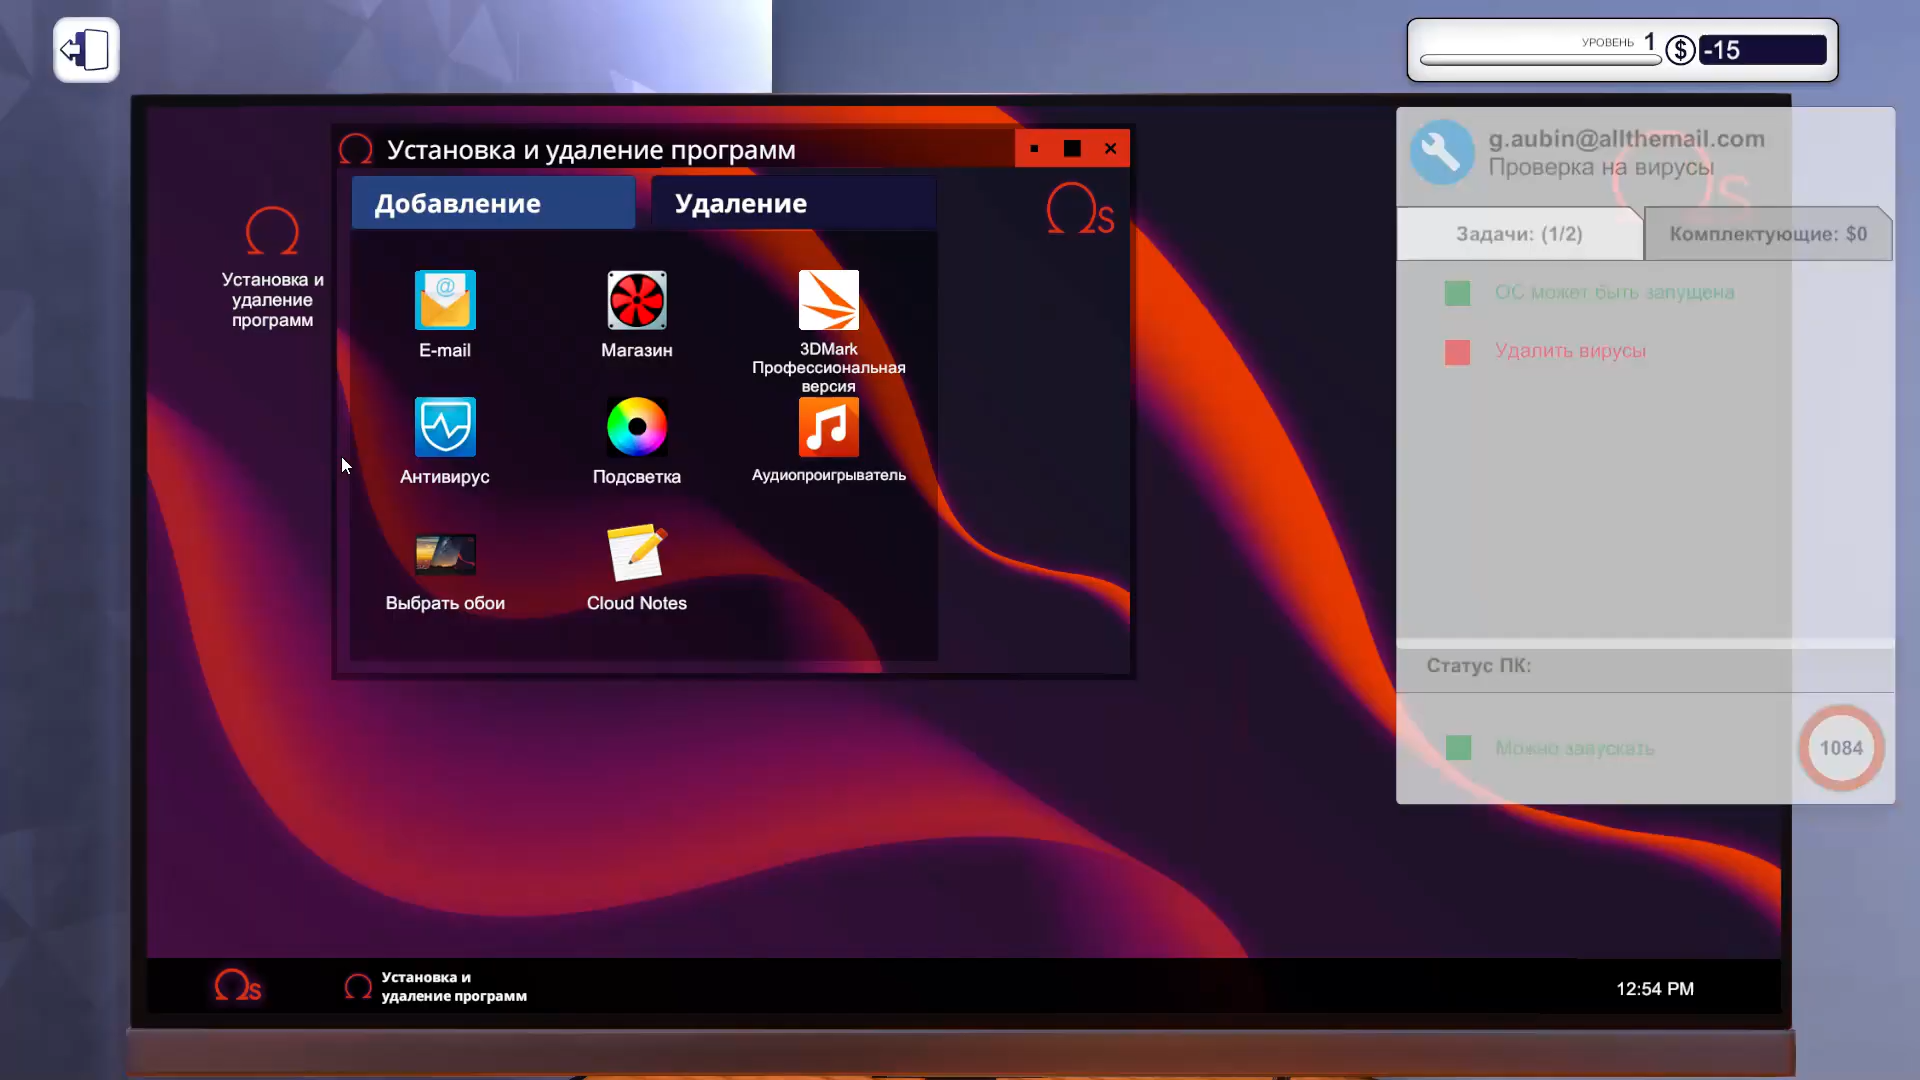 УРОВЕНЬ 1 $ -15
Установка и удаление программ
Добавление
Удаление
Ωs
g.aubin@allthemail.com
Проверка на вирусы
Задачи: (1/2)
Комплектующие: $0
ОС может быть запущена
Удалить вирусы
Установка и
удаление
программ
E-mail
Магазин
3DMark
Профессиональная
версия
Антивирус
Подсветка
Аудиопроигрыватель
Выбрать обои
Cloud Notes
Статус ПК:
Можно запускать
1084
Ωs
Установка и
удаление программ
12:54 PM